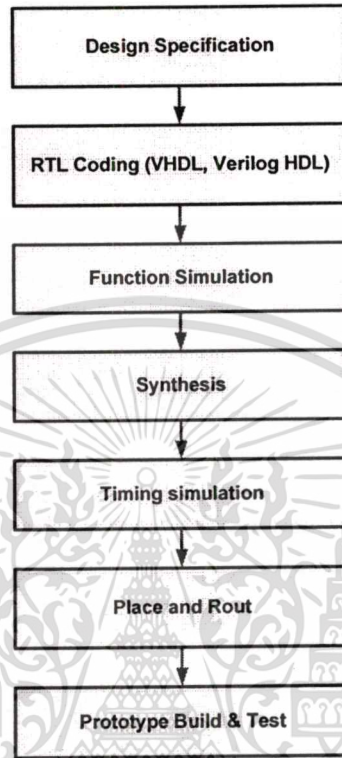 Design Specification
RTL Coding (VHDL, Verilog HDL)
Function Simulation
Synthesis
Timing simulation
Place and Rout
Prototype Build & Test